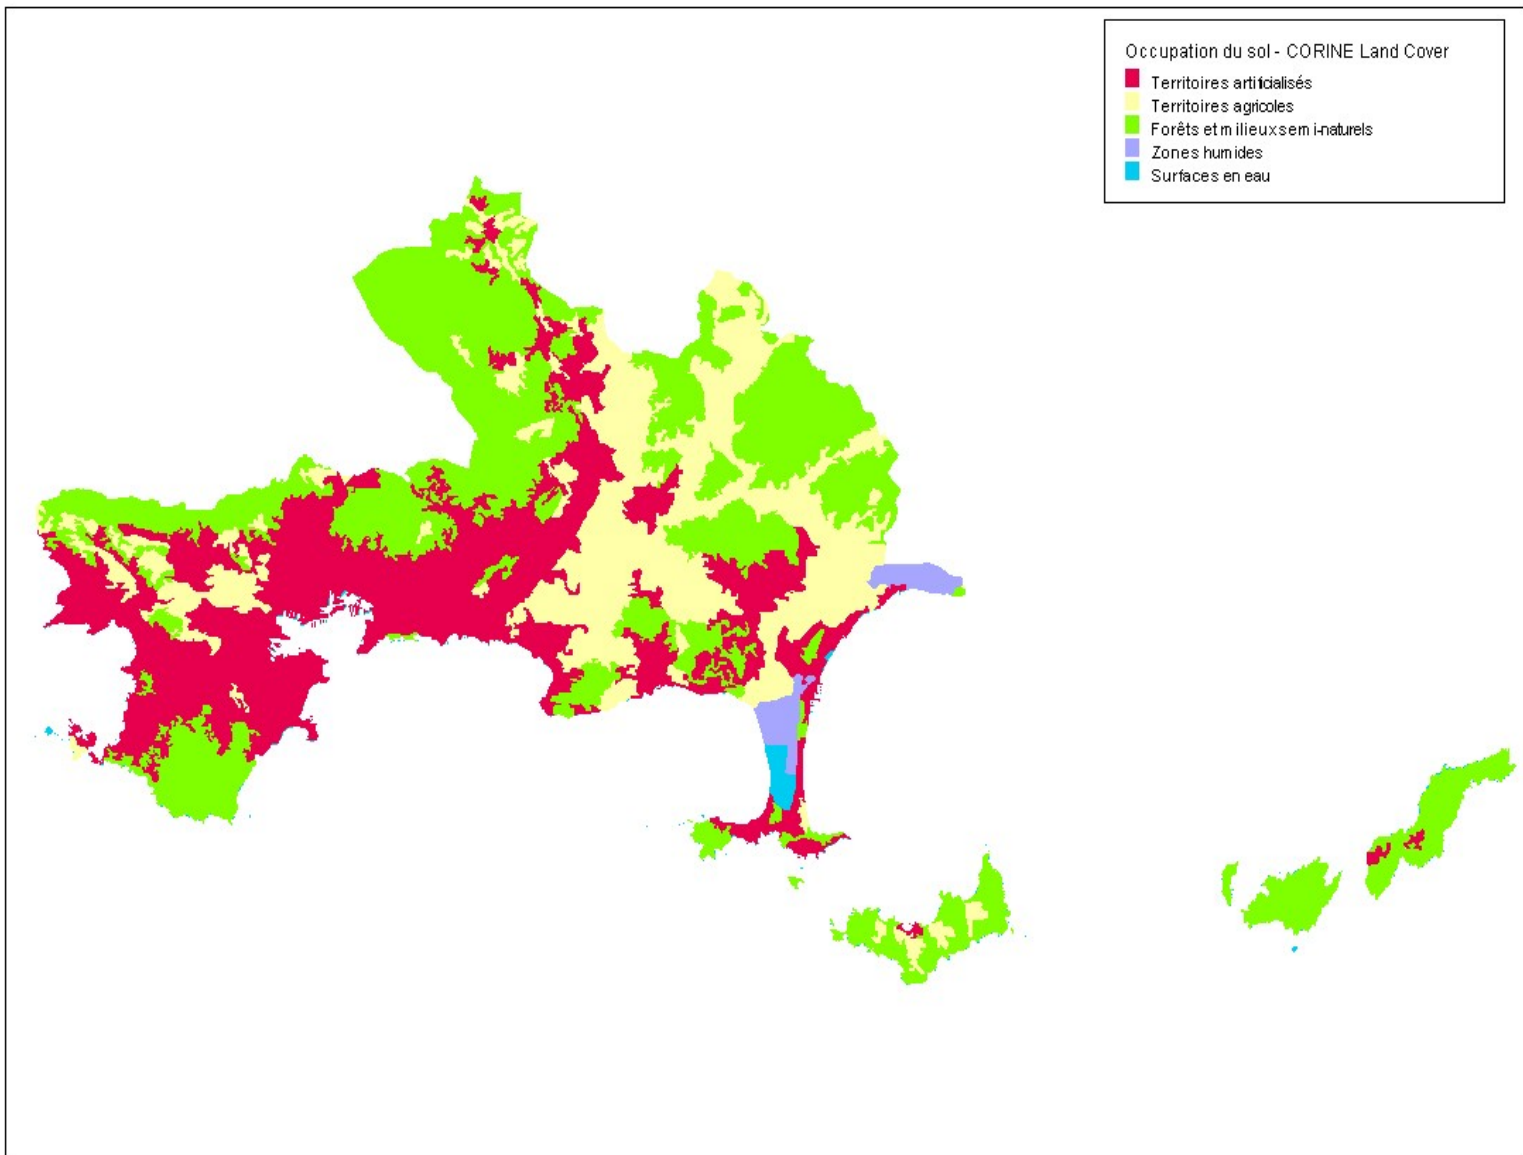 Occupation du sol - CORINE Land Cover
Territoires artificialisés
Territoires agricoles
Forêts et milieux semi-naturels
Zones humides
Surfaces en eau